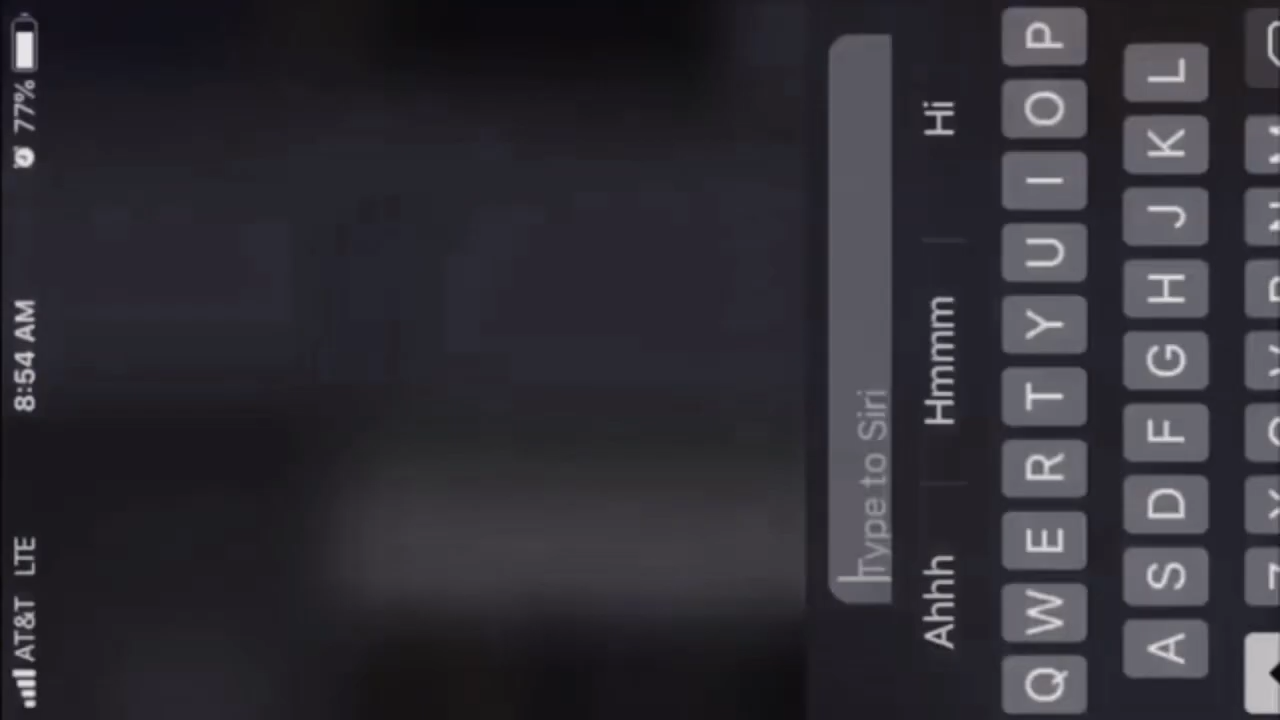 AT&T LTE 8:54 AM 77%
Type to Siri
Ahhh Hmmm Hi
Q W E R T Y U I O P
A S D F G H J K L